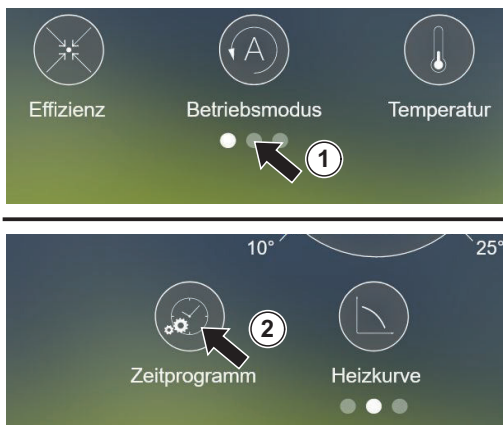 A
Effizienz Betriebsmodus Temperatur
1
10° 25°
2
Zeitprogramm Heizkurve